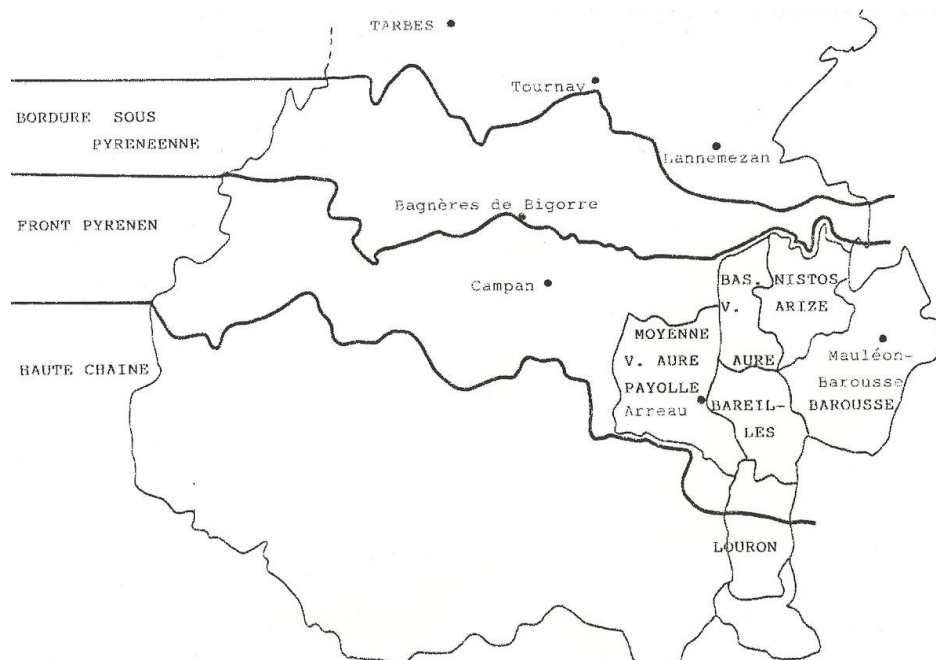 TARBES
Tournay
BORDURE SOUS
PYRENEENNE
Lannemezan
FRONT PYRENEN
Bagnères de Bigorre
Campan
BAS. NISTOS
V. ARIZE
MOYENNE
V. AURE
AURE
HAUTE CHAINE
Mauléon-
Barousse
PAYOLLE
BAREIL-
BAROUSSE
Arreau
LES
LOURON